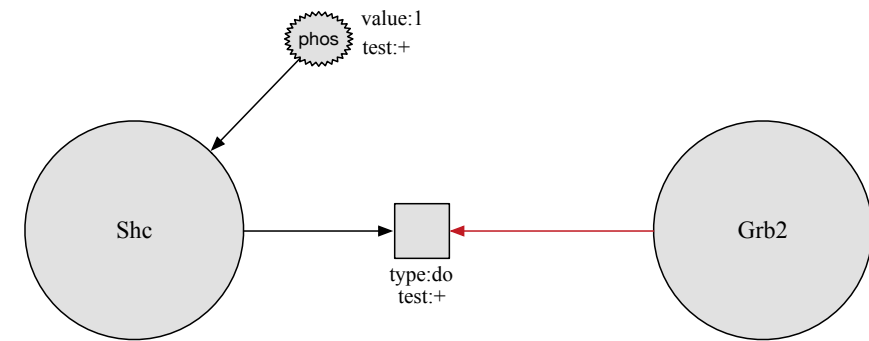 value:1
phos
test:+
Shc
Grb2
type:do
test:+